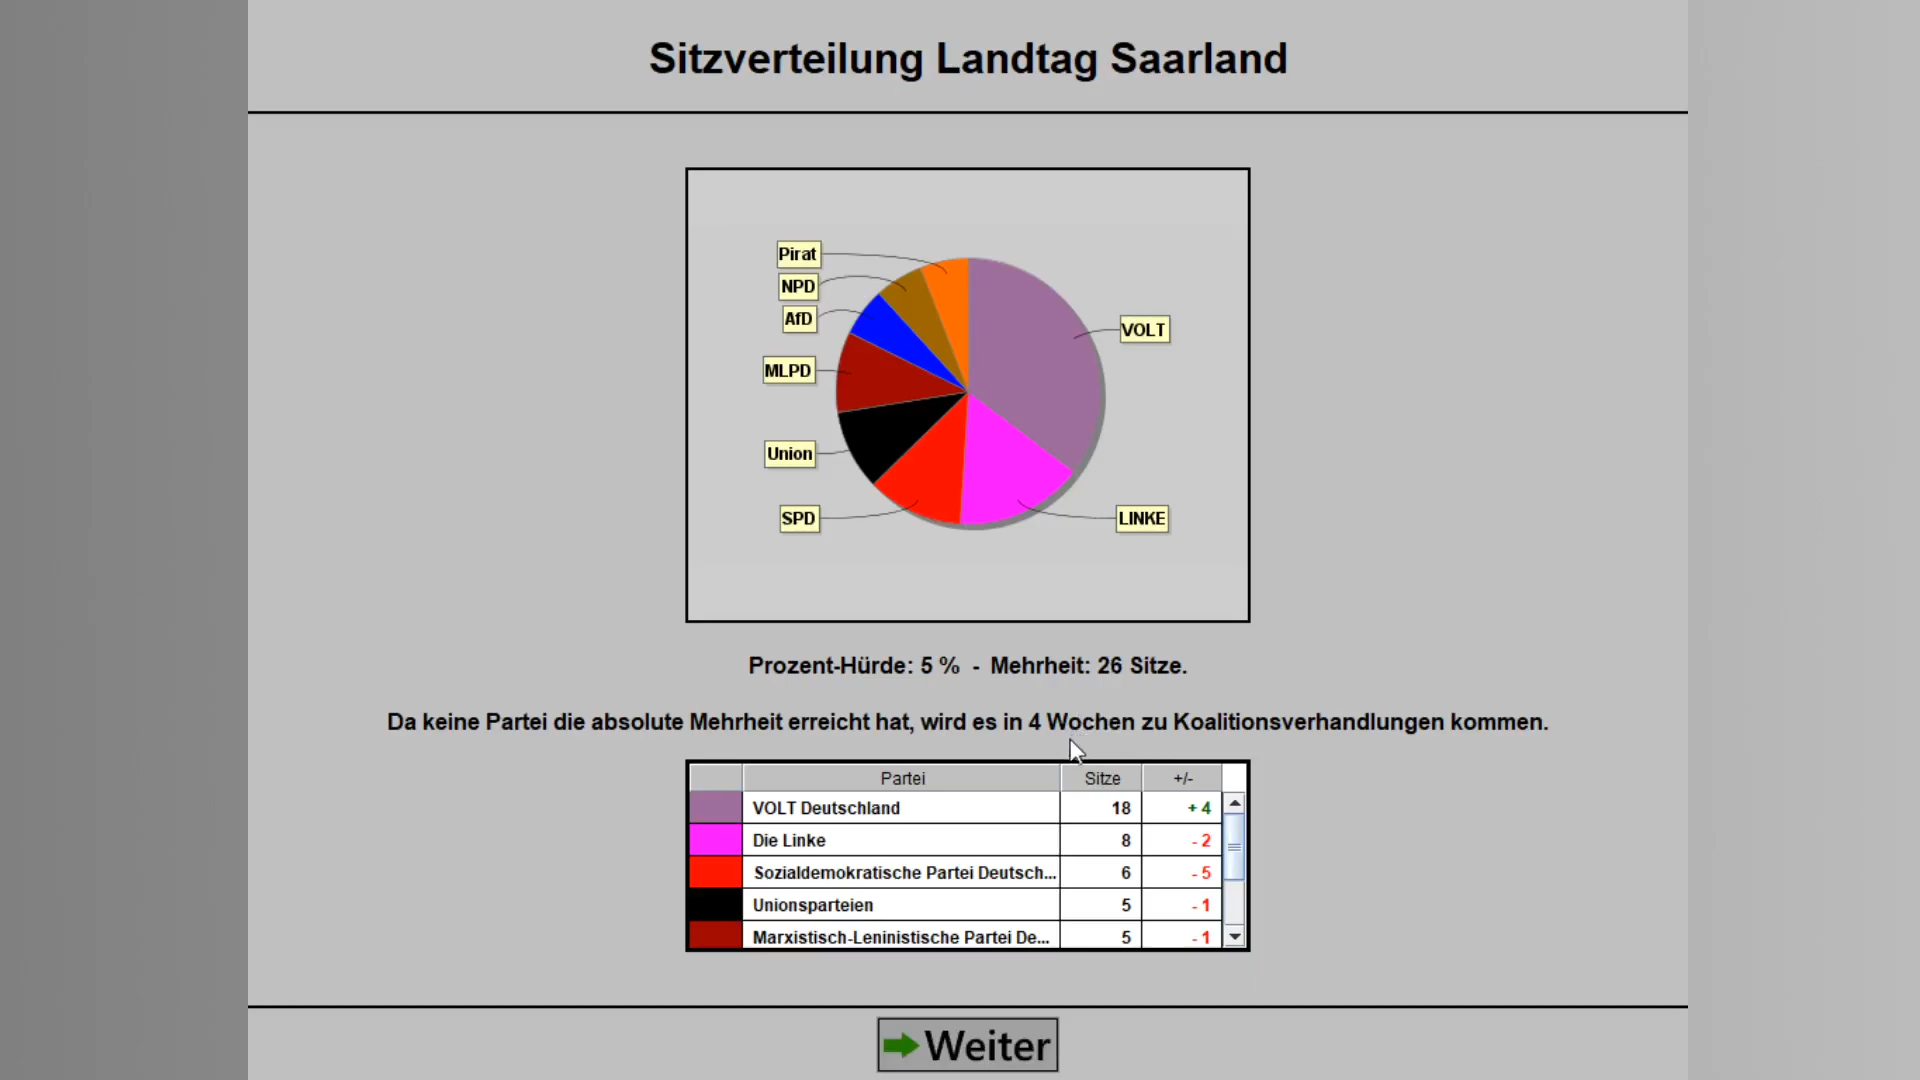 Sitzverteilung Landtag Saarland
Pirat
NPD
AfD
VOLT
MLPD
Union
SPD
LINKE
Prozent-Hürde: 5 % - Mehrheit: 26 Sitze.
Da keine Partei die absolute Mehrheit erreicht hat, wird es in 4 Wochen zu Koalitionsverhandlungen kommen.
Partei Sitze +/-
VOLT Deutschland 18 + 4
Die Linke 8 - 2
Sozialdemokratische Partei Deutsch... 6 - 5
Unionsparteien 5 - 1
Marxistisch-Leninistische Partei De... 5 - 1
Weiter